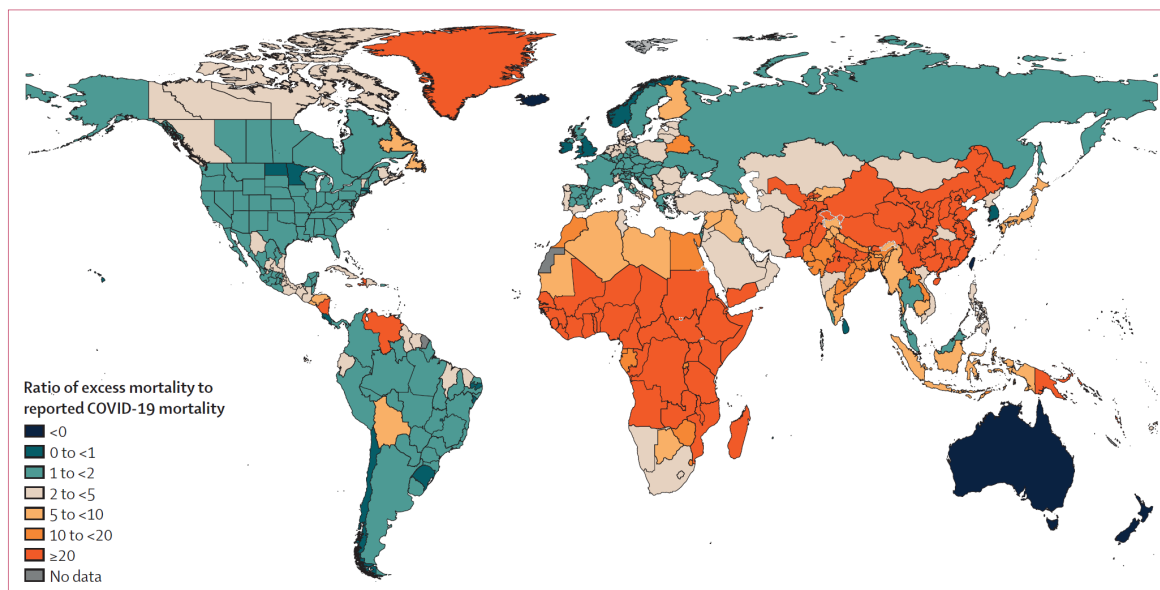 Ratio of excess mortality to
reported COVID-19 mortality
<0
0 to <1
1 to <2
2 to <5
5 to <10
10 to <20
≥20
No data